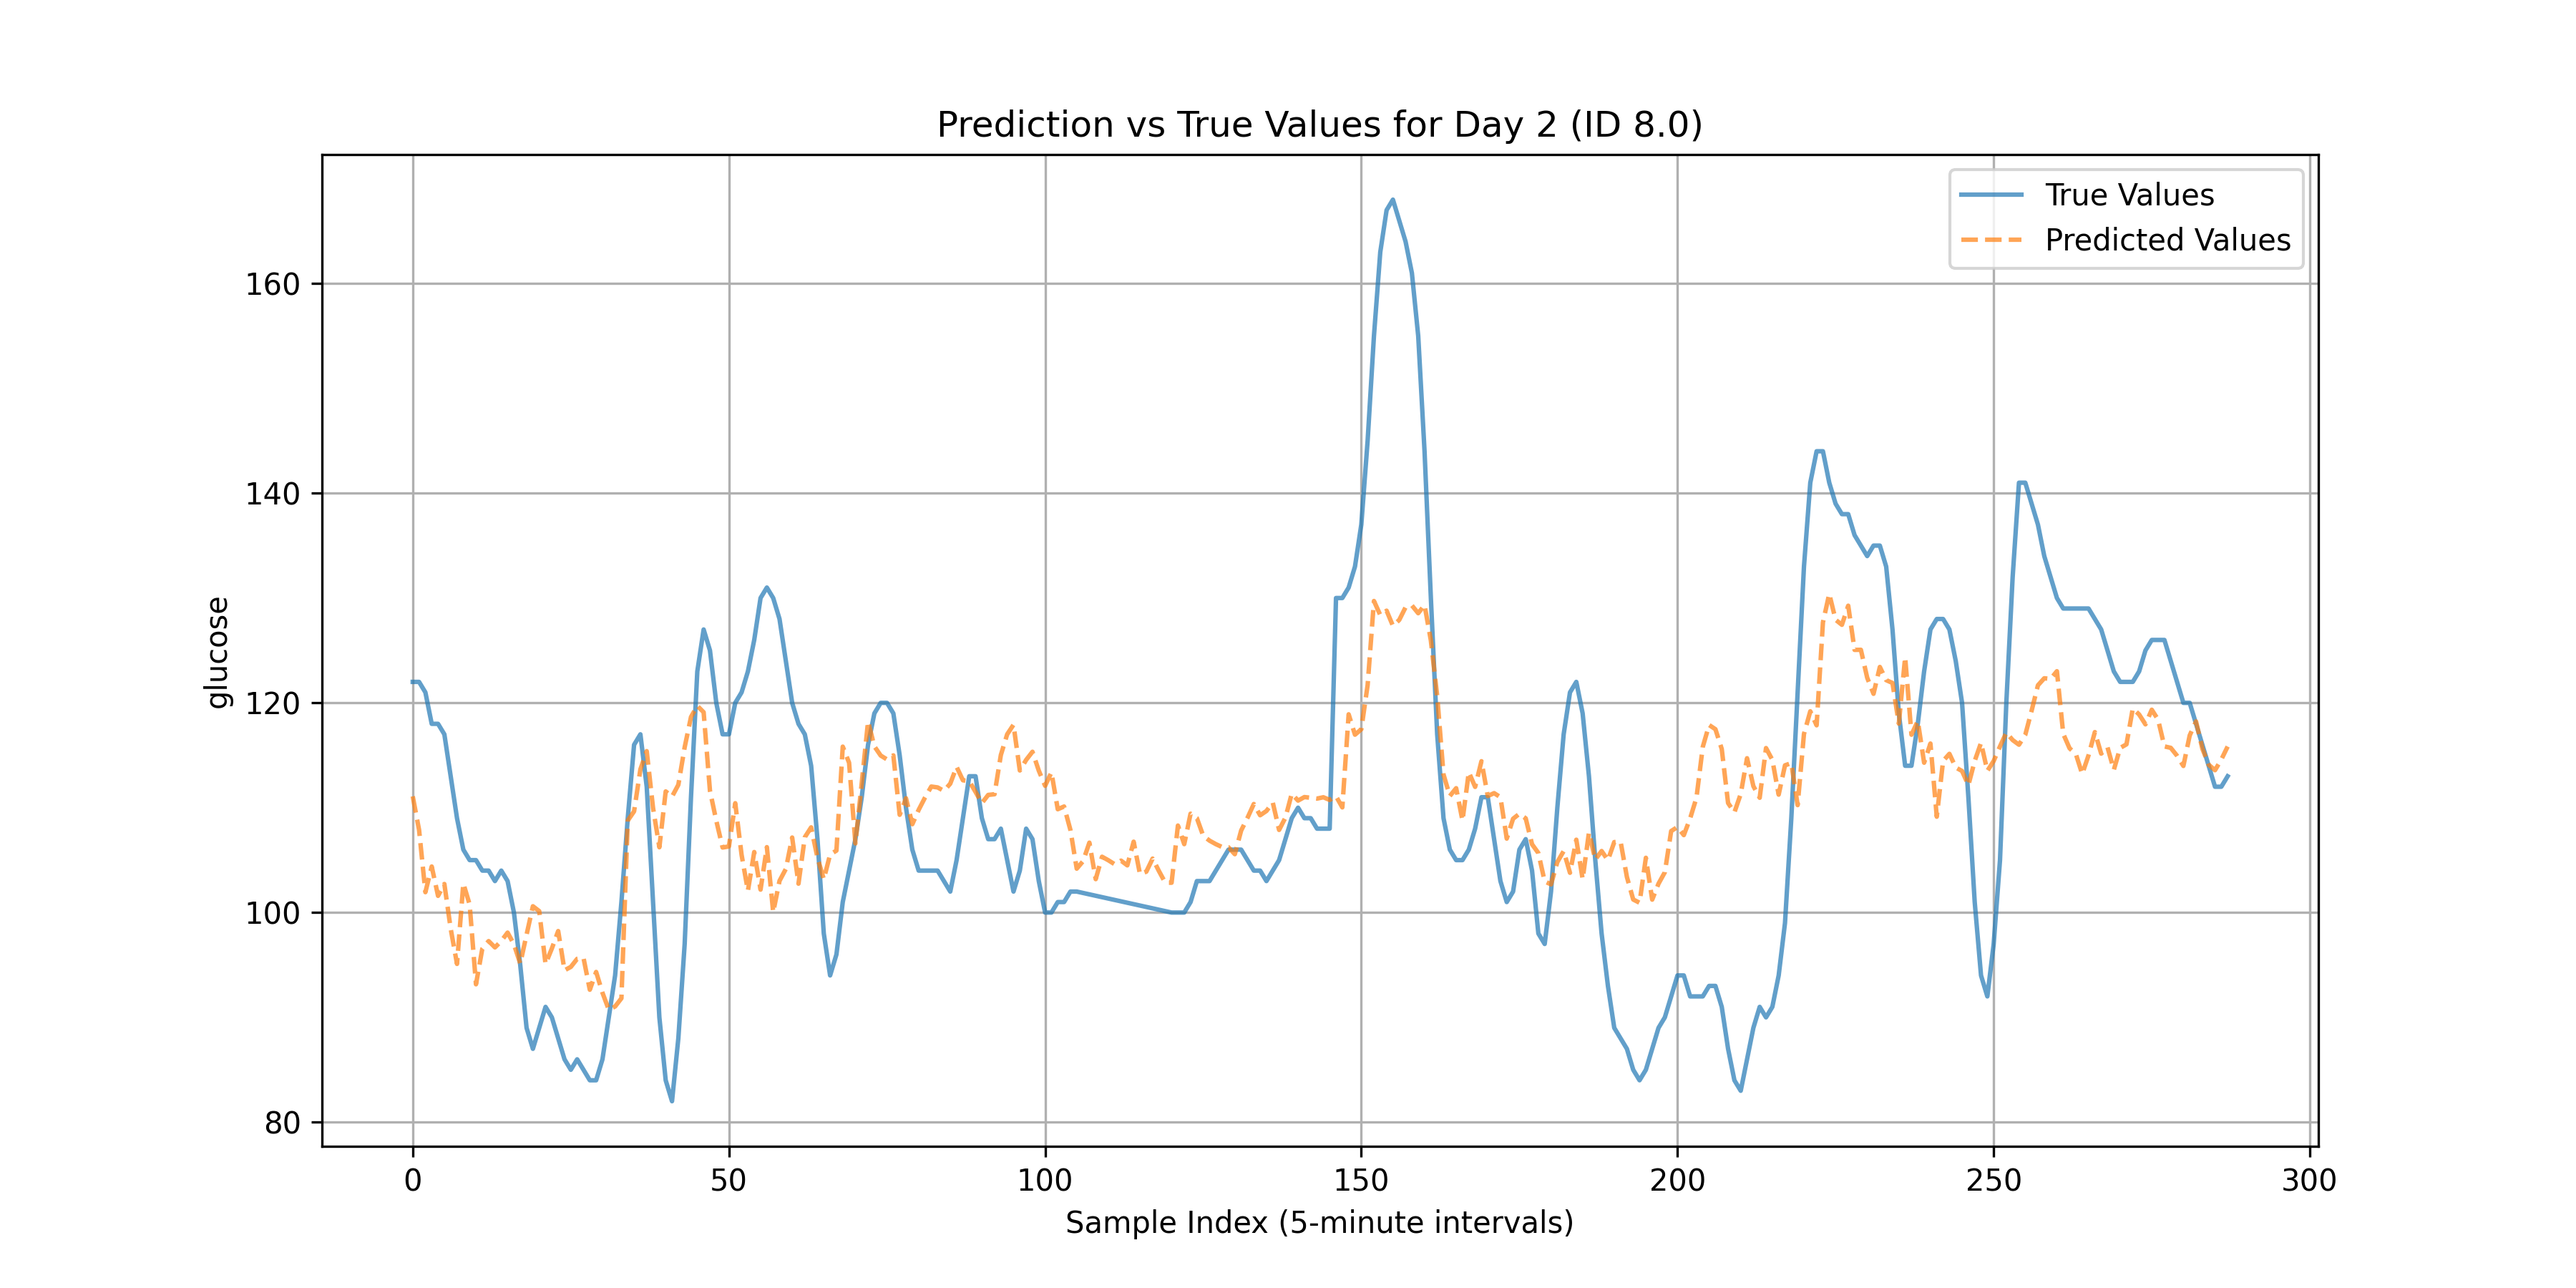 Prediction vs True Values for Day 2 (ID 8.0)
True Values
Predicted Values
glucose
160
140
120
100
80
0 50 100 150 200 250 300
Sample Index (5-minute intervals)